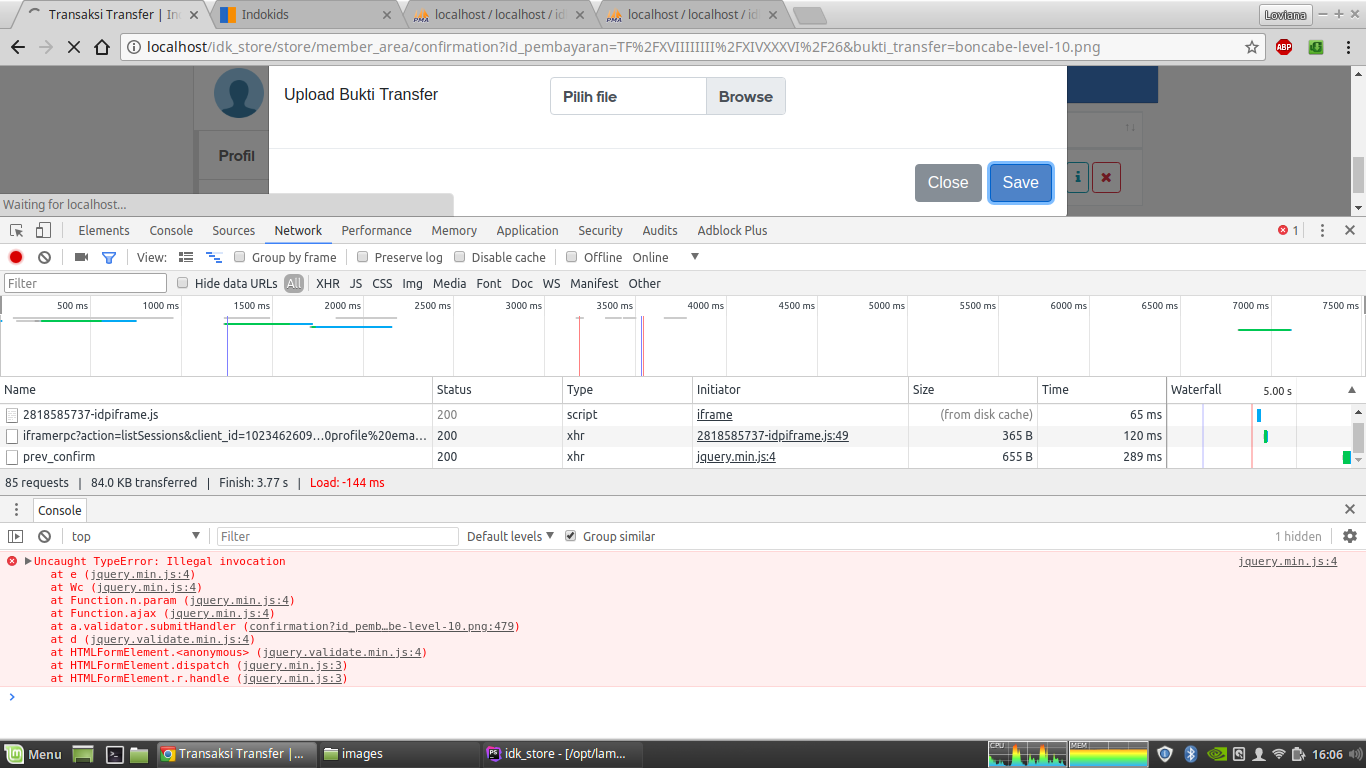 Transaksi Transfer | In
Indokids
localhost / localhost / id
localhost / localhost / id
Loviana
localhost/idk_store/store/member_area/confirmation?id_pembayaran=TF%2FXVIIIIIIII%2FXIVXXXVI%2F26&bukti_transfer=boncabe-level-10.png
ABP
Upload Bukti Transfer
Pilih file Browse
Profil
Close Save
Waiting for localhost...
Elements Console Sources Network Performance Memory Application Security Audits Adblock Plus 1
View: Group by frame Preserve log Disable cache Offline Online
Filter Hide data URLs All XHR JS CSS Img Media Font Doc WS Manifest Other
500 ms 1000 ms 1500 ms 2000 ms 2500 ms 3000 ms 3500 ms 4000 ms 4500 ms 5000 ms 5500 ms 6000 ms 6500 ms 7000 ms 7500 ms
Name Status Type Initiator Size Time Waterfall 5.00 s
2818585737-idpiframe.js 200 script iframe (from disk cache) 65 ms
iframerpc?action=listSessions&client_id=1023462609...0profile%20ema... 200 xhr 2818585737-idpiframe.js:49 365 B 120 ms
prev_confirm 200 xhr jquery.min.js:4 655 B 289 ms
85 requests | 84.0 KB transferred | Finish: 3.77 s | Load: -144 ms
Console
top Filter Default levels Group similar 1 hidden
Uncaught TypeError: Illegal invocation jquery.min.js:4
at e (jquery.min.js:4)
at Wc (jquery.min.js:4)
at Function.n.param (jquery.min.js:4)
at Function.ajax (jquery.min.js:4)
at a.validator.submitHandler (confirmation?id_pemb…be-level-10.png:479)
at d (jquery.validate.min.js:4)
at HTMLFormElement.<anonymous> (jquery.validate.min.js:4)
at HTMLFormElement.dispatch (jquery.min.js:3)
at HTMLFormElement.r.handle (jquery.min.js:3)
Menu Transaksi Transfer |... images idk_store - [/opt/lam... CPU MEM 16:06